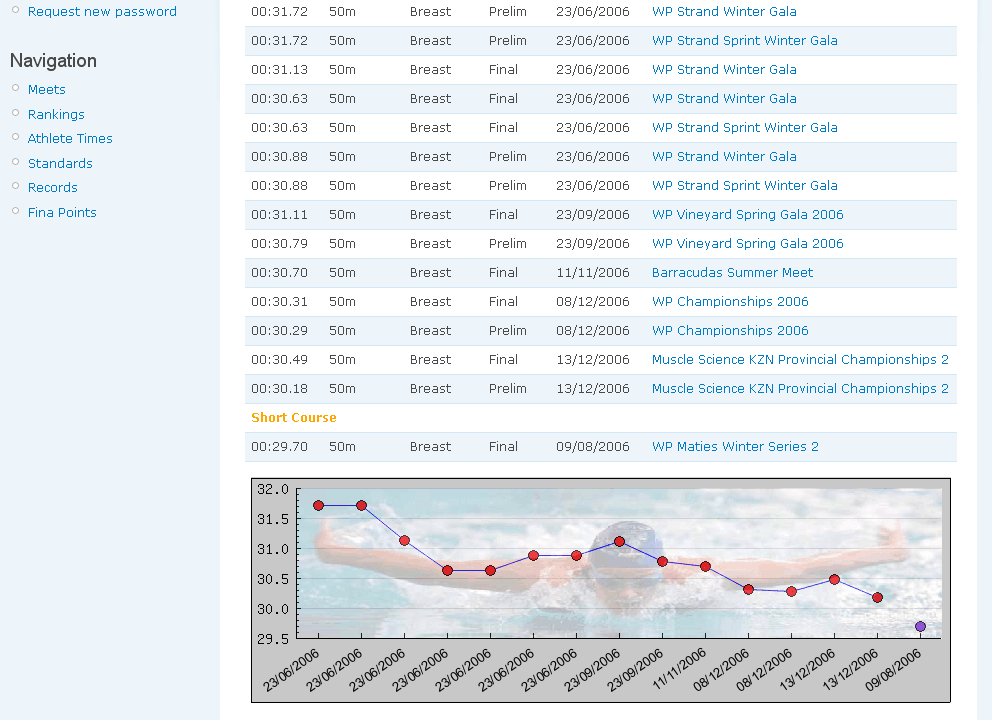 Request new password
Navigation
Meets
Rankings
Athlete Times
Standards
Records
Fina Points
00:31.72 50m Breast Prelim 23/06/2006 WP Strand Winter Gala
00:31.72 50m Breast Prelim 23/06/2006 WP Strand Sprint Winter Gala
00:31.13 50m Breast Final 23/06/2006 WP Strand Winter Gala
00:30.63 50m Breast Final 23/06/2006 WP Strand Winter Gala
00:30.63 50m Breast Final 23/06/2006 WP Strand Sprint Winter Gala
00:30.88 50m Breast Prelim 23/06/2006 WP Strand Winter Gala
00:30.88 50m Breast Prelim 23/06/2006 WP Strand Sprint Winter Gala
00:31.11 50m Breast Final 23/09/2006 WP Vineyard Spring Gala 2006
00:30.79 50m Breast Prelim 23/09/2006 WP Vineyard Spring Gala 2006
00:30.70 50m Breast Final 11/11/2006 Barracudas Summer Meet
00:30.31 50m Breast Final 08/12/2006 WP Championships 2006
00:30.29 50m Breast Prelim 08/12/2006 WP Championships 2006
00:30.49 50m Breast Final 13/12/2006 Muscle Science KZN Provincial Championships 2
00:30.18 50m Breast Prelim 13/12/2006 Muscle Science KZN Provincial Championships 2
Short Course
00:29.70 50m Breast Final 09/08/2006 WP Maties Winter Series 2
32.0
31.5
31.0
30.5
30.0
29.5
23/06/2006 23/06/2006 23/06/2006 23/06/2006 23/06/2006 23/06/2006 23/06/2006 23/09/2006 23/09/2006 11/11/2006 08/12/2006 08/12/2006 13/12/2006 13/12/2006 09/08/2006